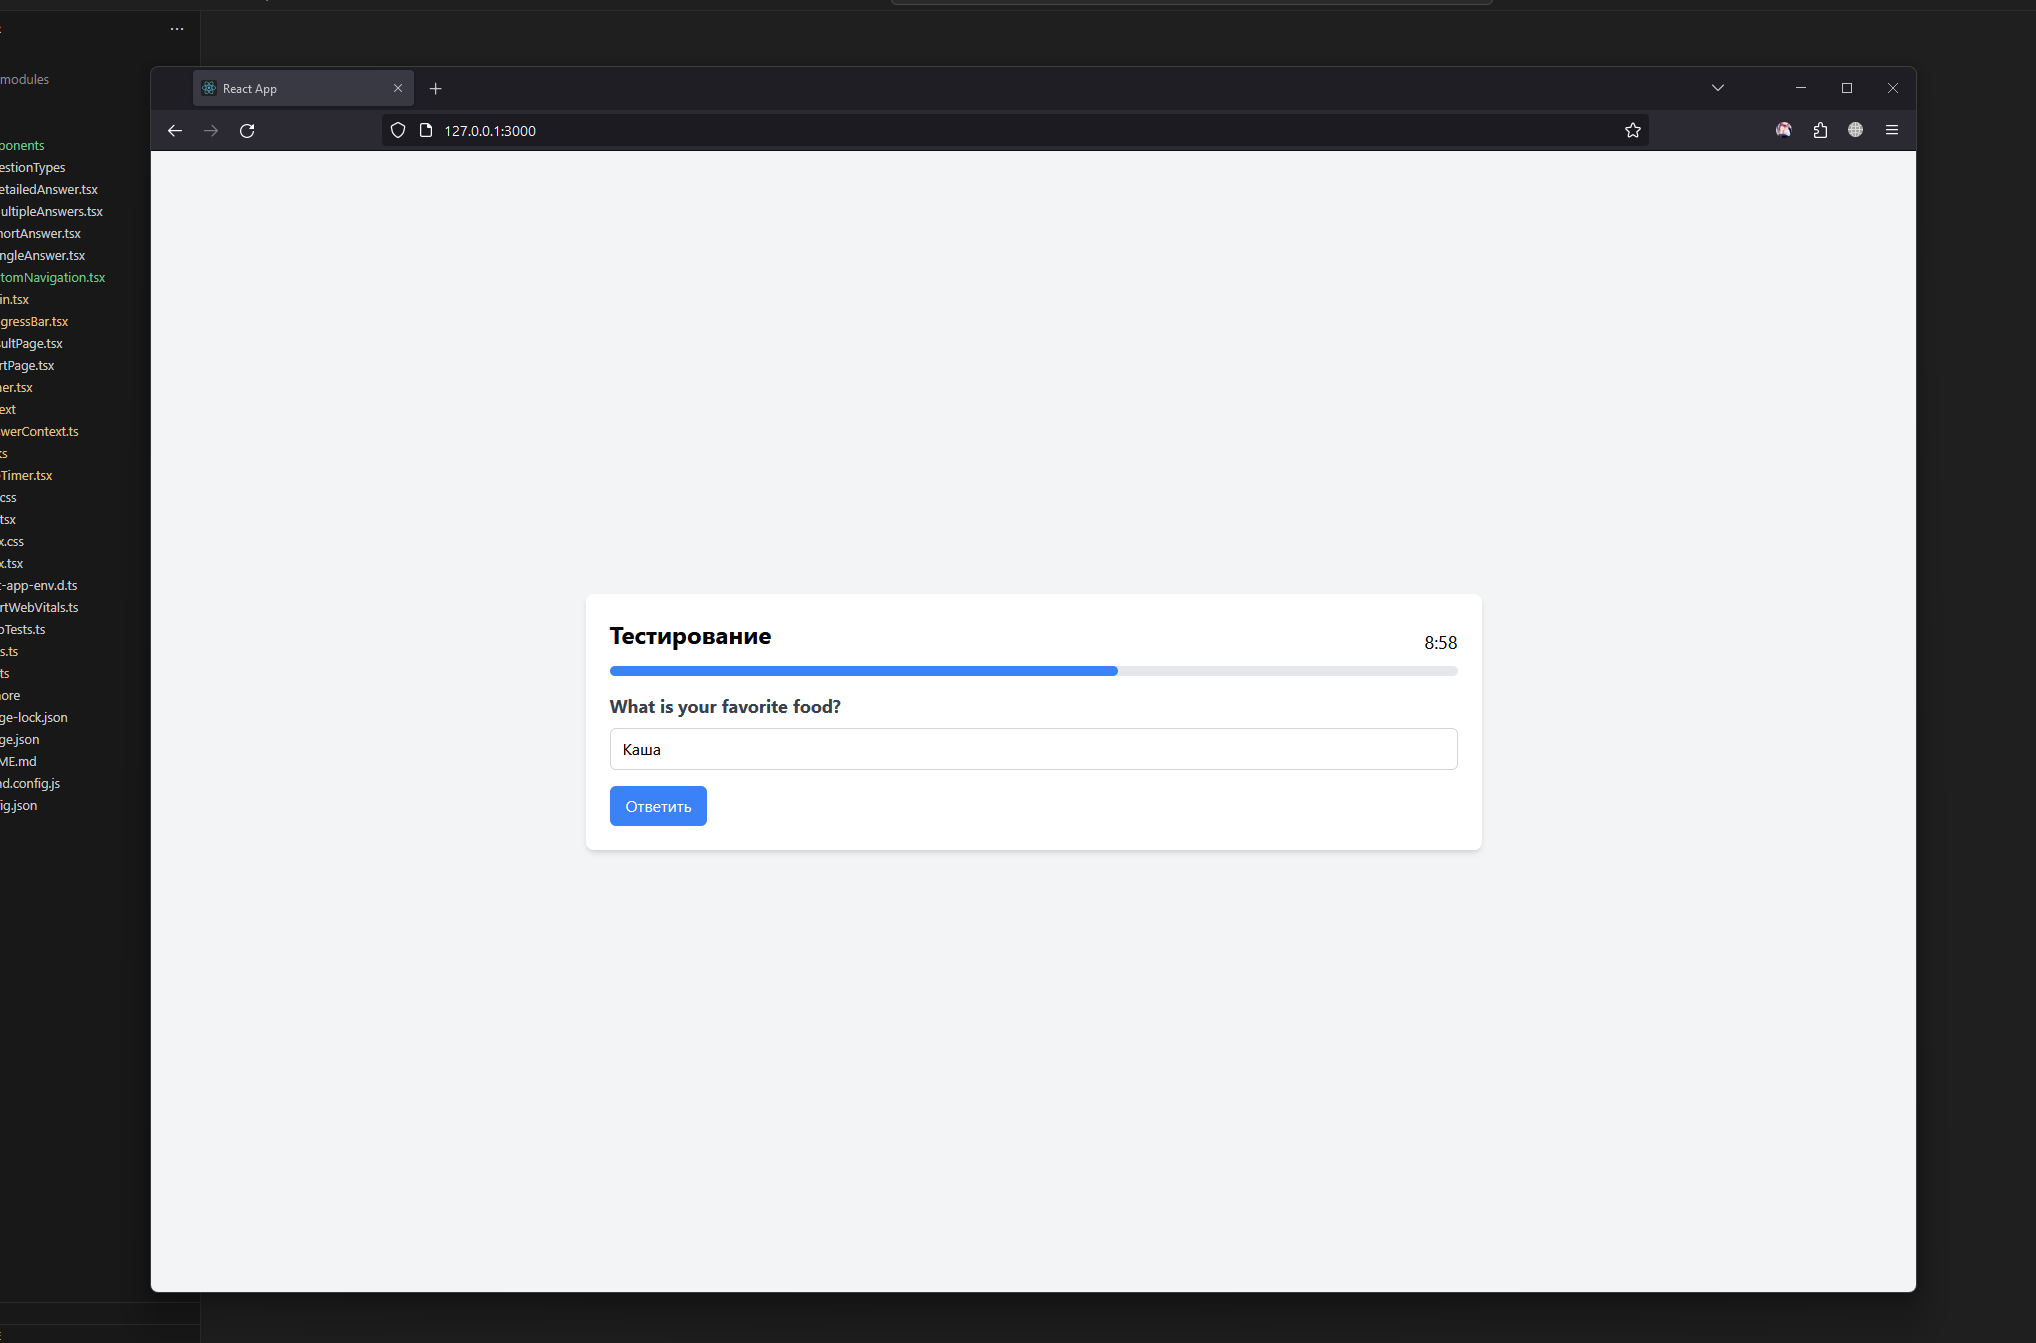 modules
React App
127.0.0.1:3000
ponents
estionTypes
etailedAnswer.tsx
ultipleAnswers.tsx
hortAnswer.tsx
ngleAnswer.tsx
tomNavigation.tsx
in.tsx
gressBar.tsx
ultPage.tsx
rtPage.tsx
er.tsx
ext
werContext.ts
ks
Timer.tsx
css
tsx
x.css
x.tsx
t-app-env.d.ts
rtWebVitals.ts
pTests.ts
s.ts
ts
ore
ge-lock.json
ge.json
ME.md
nd.config.js
ig.json
Тестирование
8:58
What is your favorite food?
Каша
Ответить